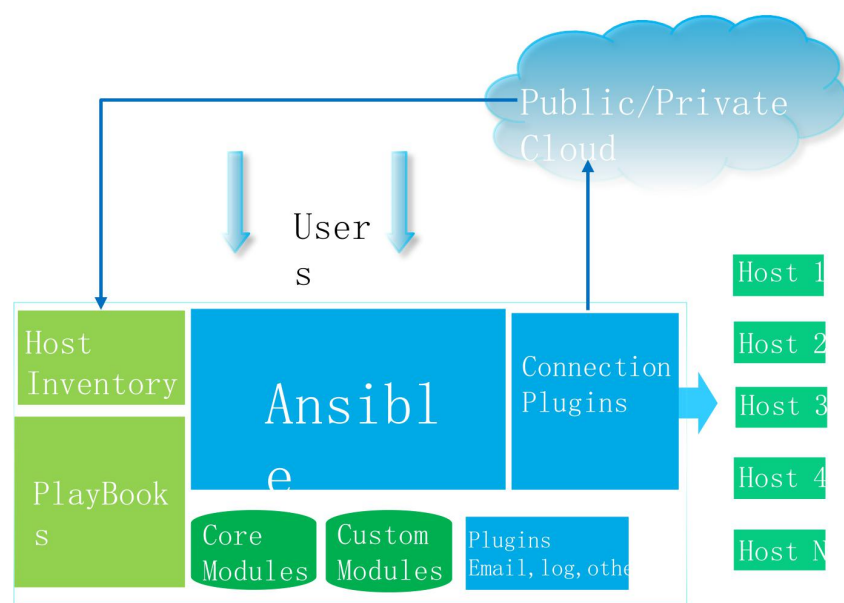 Public/Private
Cloud
User
s
Host 1
Host
Inventory
Ansibl
e
Connection
Plugins
Host 2
Host 3
PlayBook
s
Host 4
Core
Modules
Custom
Modules
Plugins
Email,log,othe
Host N